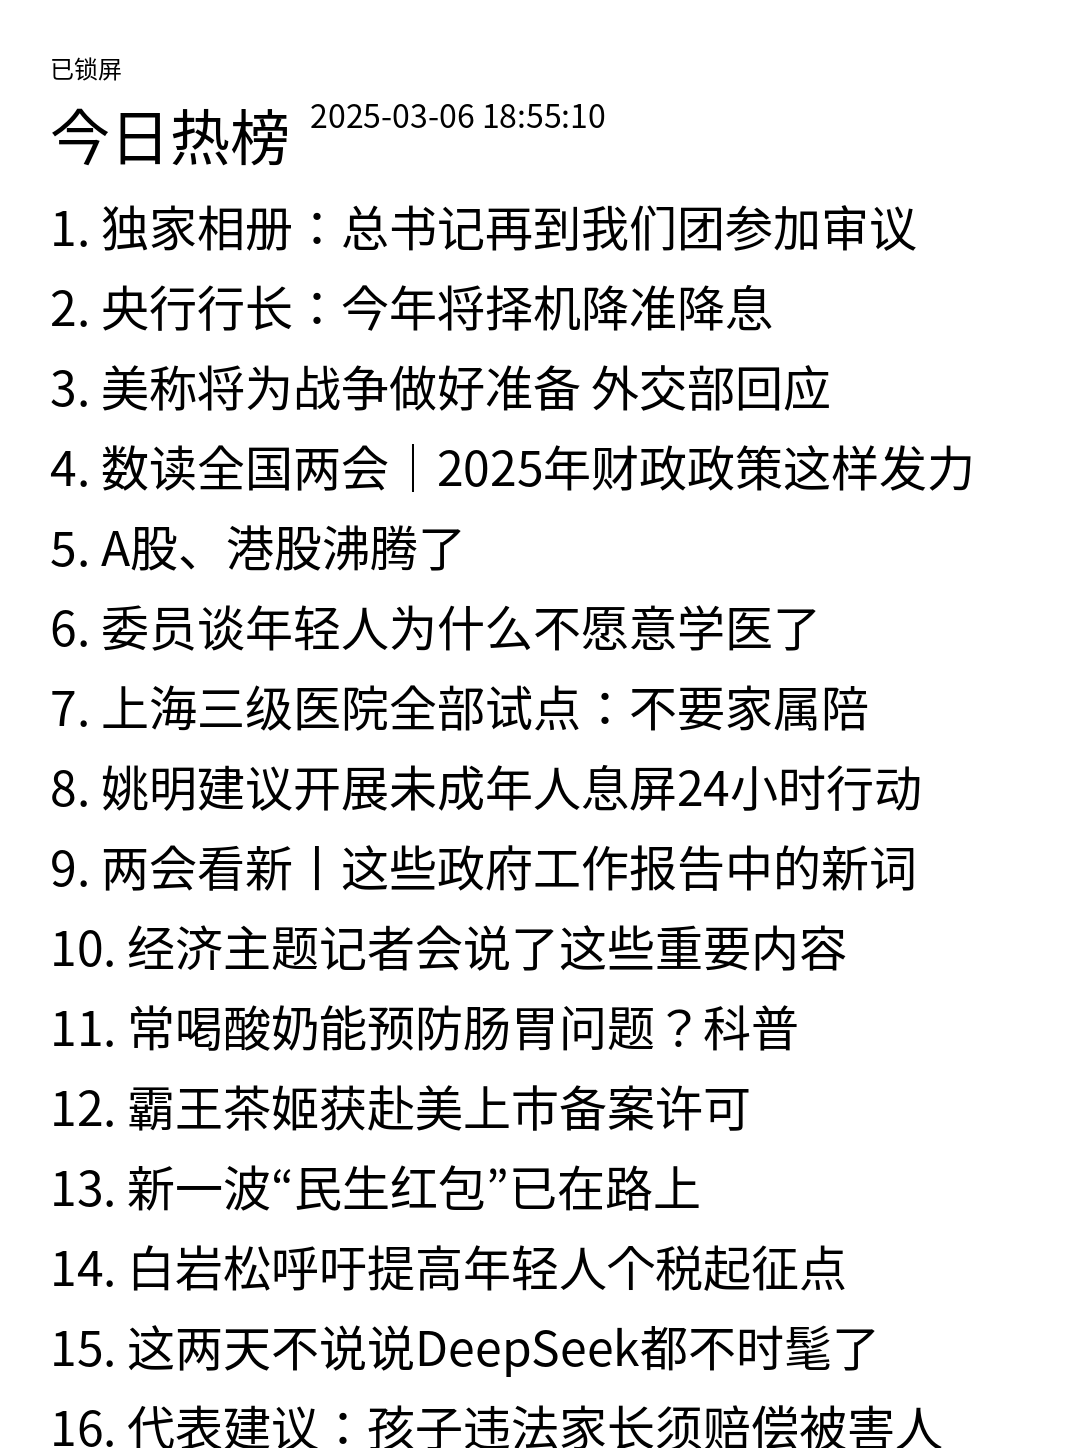 已锁屏
今日热榜 2025-03-06 18:55:10
1. 独家相册：总书记再到我们团参加审议
2. 央行行长：今年将择机降准降息
3. 美称将为战争做好准备 外交部回应
4. 数读全国两会｜2025年财政政策这样发力
5. A股、港股沸腾了
6. 委员谈年轻人为什么不愿意学医了
7. 上海三级医院全部试点：不要家属陪
8. 姚明建议开展未成年人息屏24小时行动
9. 两会看新丨这些政府工作报告中的新词
10. 经济主题记者会说了这些重要内容
11. 常喝酸奶能预防肠胃问题？科普
12. 霸王茶姬获赴美上市备案许可
13. 新一波“民生红包”已在路上
14. 白岩松呼吁提高年轻人个税起征点
15. 这两天不说说DeepSeek都不时髦了
16. 代表建议：孩子违法家长须赔偿被害人